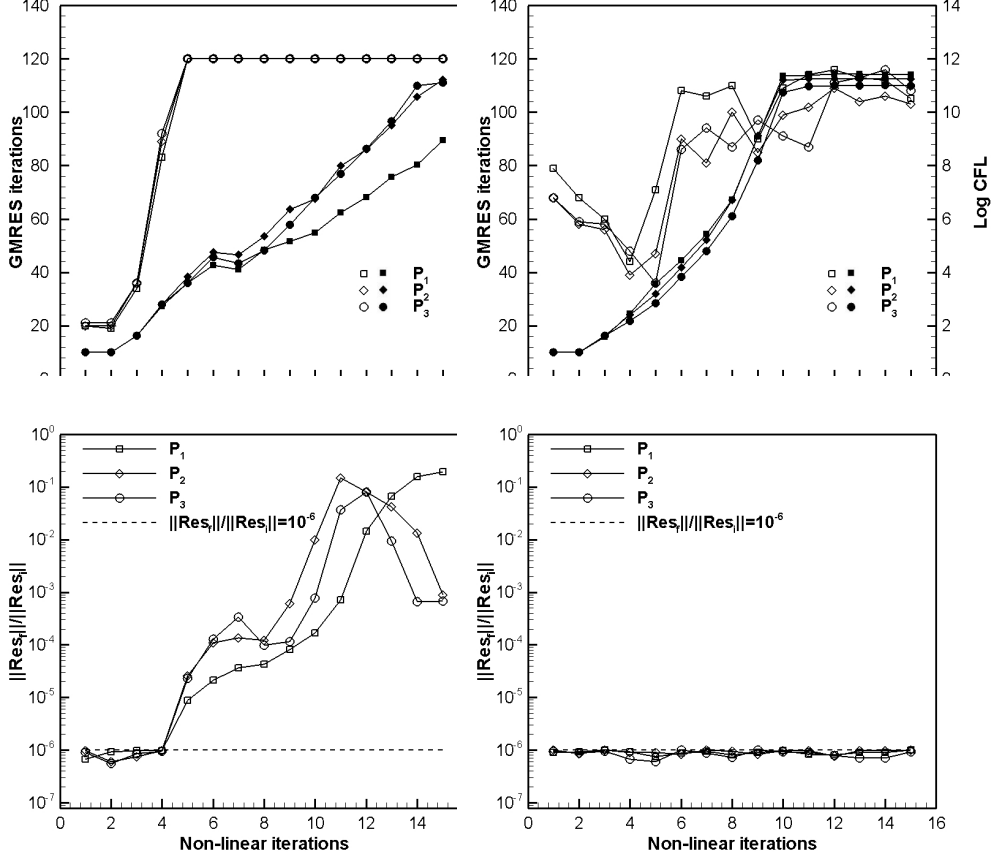 140
120
100
80
60
40
20
GMRES iterations
P1
P2
P3
140
120
100
80
60
40
20
GMRES iterations
14
12
10
8
6
4
2
Log CFL
P1
P2
P3
10^0
10^-1
10^-2
10^-3
10^-4
10^-5
10^-6
10^-7
||Resf||/||Resi||
P1
P2
P3
||Resf||/||Resi||=10^-6
0 2 4 6 8 10 12 14
Non-linear iterations
10^0
10^-1
10^-2
10^-3
10^-4
10^-5
10^-6
10^-7
||Resf||/||Resi||
P1
P2
P3
||Resf||/||Resi||=10^-6
0 2 4 6 8 10 12 14 16
Non-linear iterations